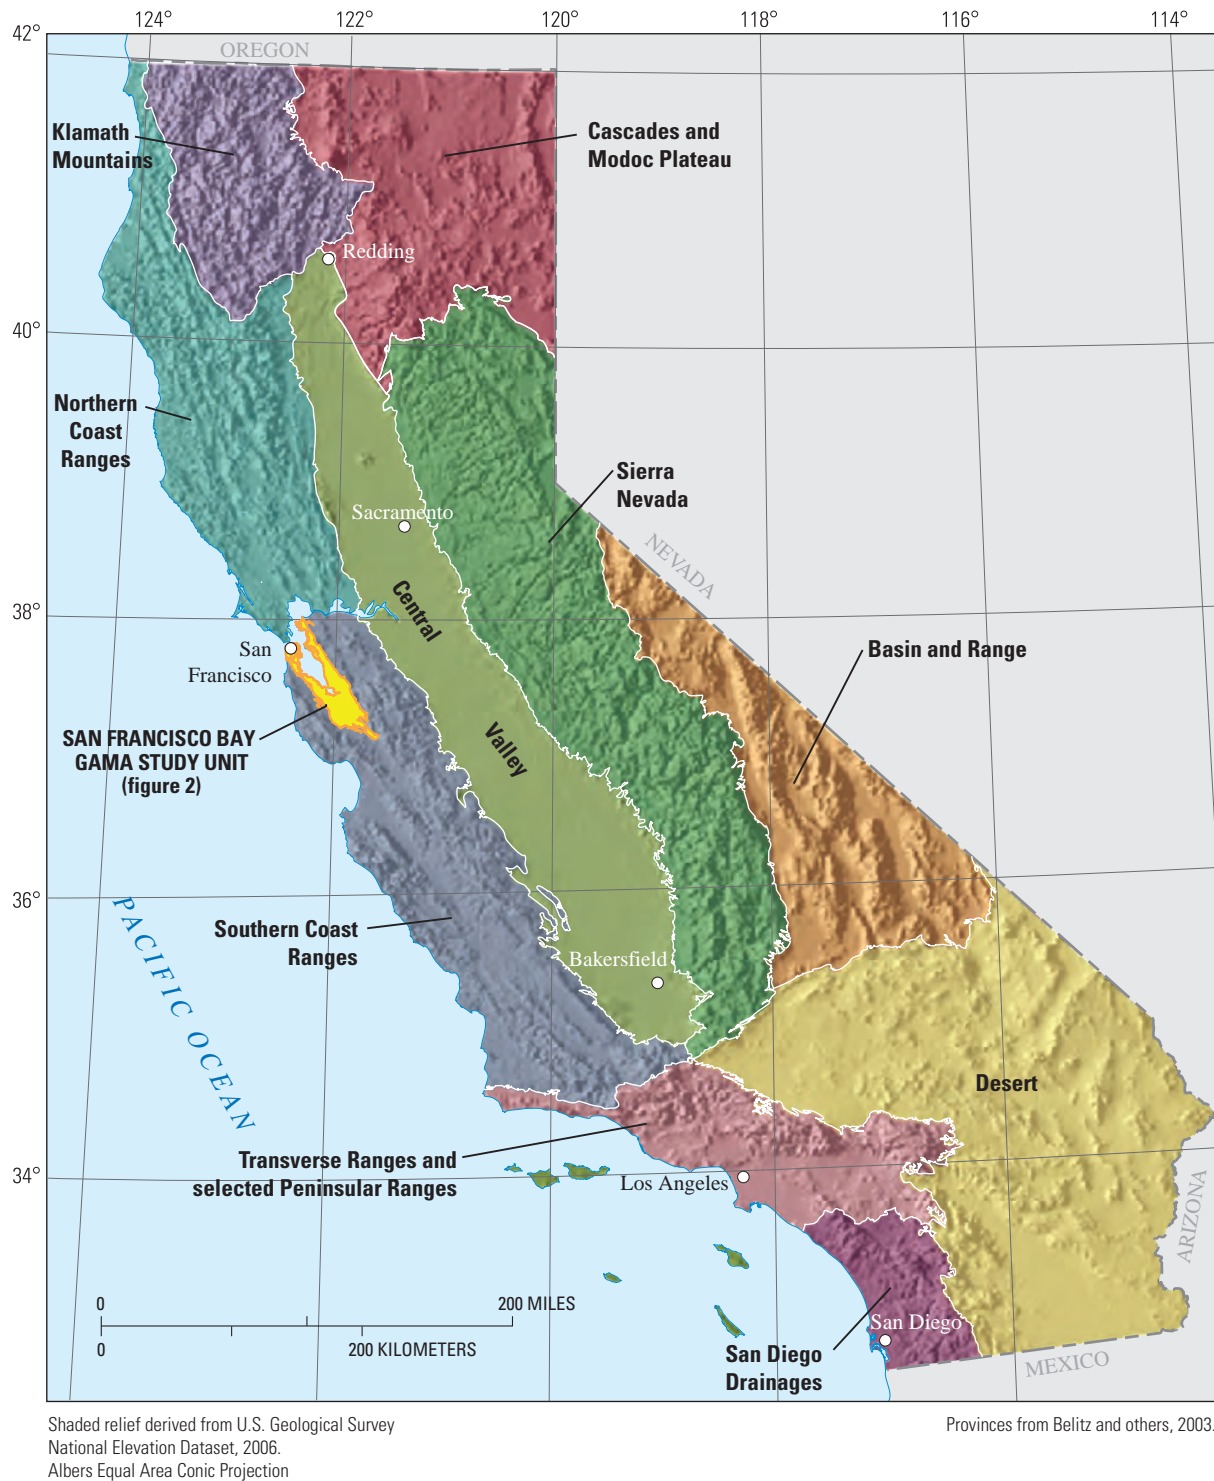 124°
122°
120°
118°
116°
114°
42°
OREGON
Klamath
Mountains
Cascades and
Modoc Plateau
Redding
40°
Northern
Coast
Ranges
Sierra
Nevada
Sacramento
NEVADA
Central
Valley
38°
San
Francisco
Basin and Range
SAN FRANCISCO BAY
GAMA STUDY UNIT
(figure 2)
36°
PACIFIC OCEAN
Southern Coast
Ranges
Bakersfield
Desert
34°
Transverse Ranges and
selected Peninsular Ranges
Los Angeles
ARIZONA
0
200 MILES
0
200 KILOMETERS
San Diego
San Diego
Drainages
MEXICO
Shaded relief derived from U.S. Geological Survey
National Elevation Dataset, 2006.
Albers Equal Area Conic Projection
Provinces from Belitz and others, 2003.